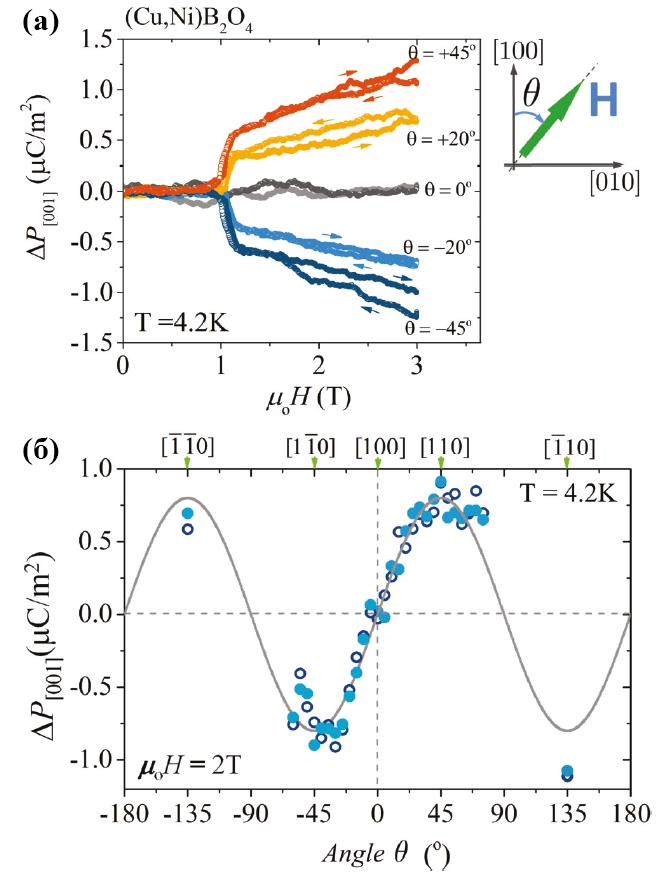 (a)
(Cu,Ni)B₂O₄
1.5
1.0
0.5
0.0
-0.5
-1.0
-1.5
ΔP[001] (μC/m²)
θ = +45°
θ = +20°
θ = 0°
θ = −20°
θ = −45°
T =4.2K
0
1
2
3
μₒH (T)
[100]
θ
H
[010]
(б)
[1̅1̅0]
[11̅0]
[100]
[110]
[1̅10]
1.0
0.5
0.0
-0.5
-1.0
ΔP[001](μC/m²)
T = 4.2K
μₒH = 2T
-180
-135
-90
-45
0
45
90
135
180
Angle θ (°)